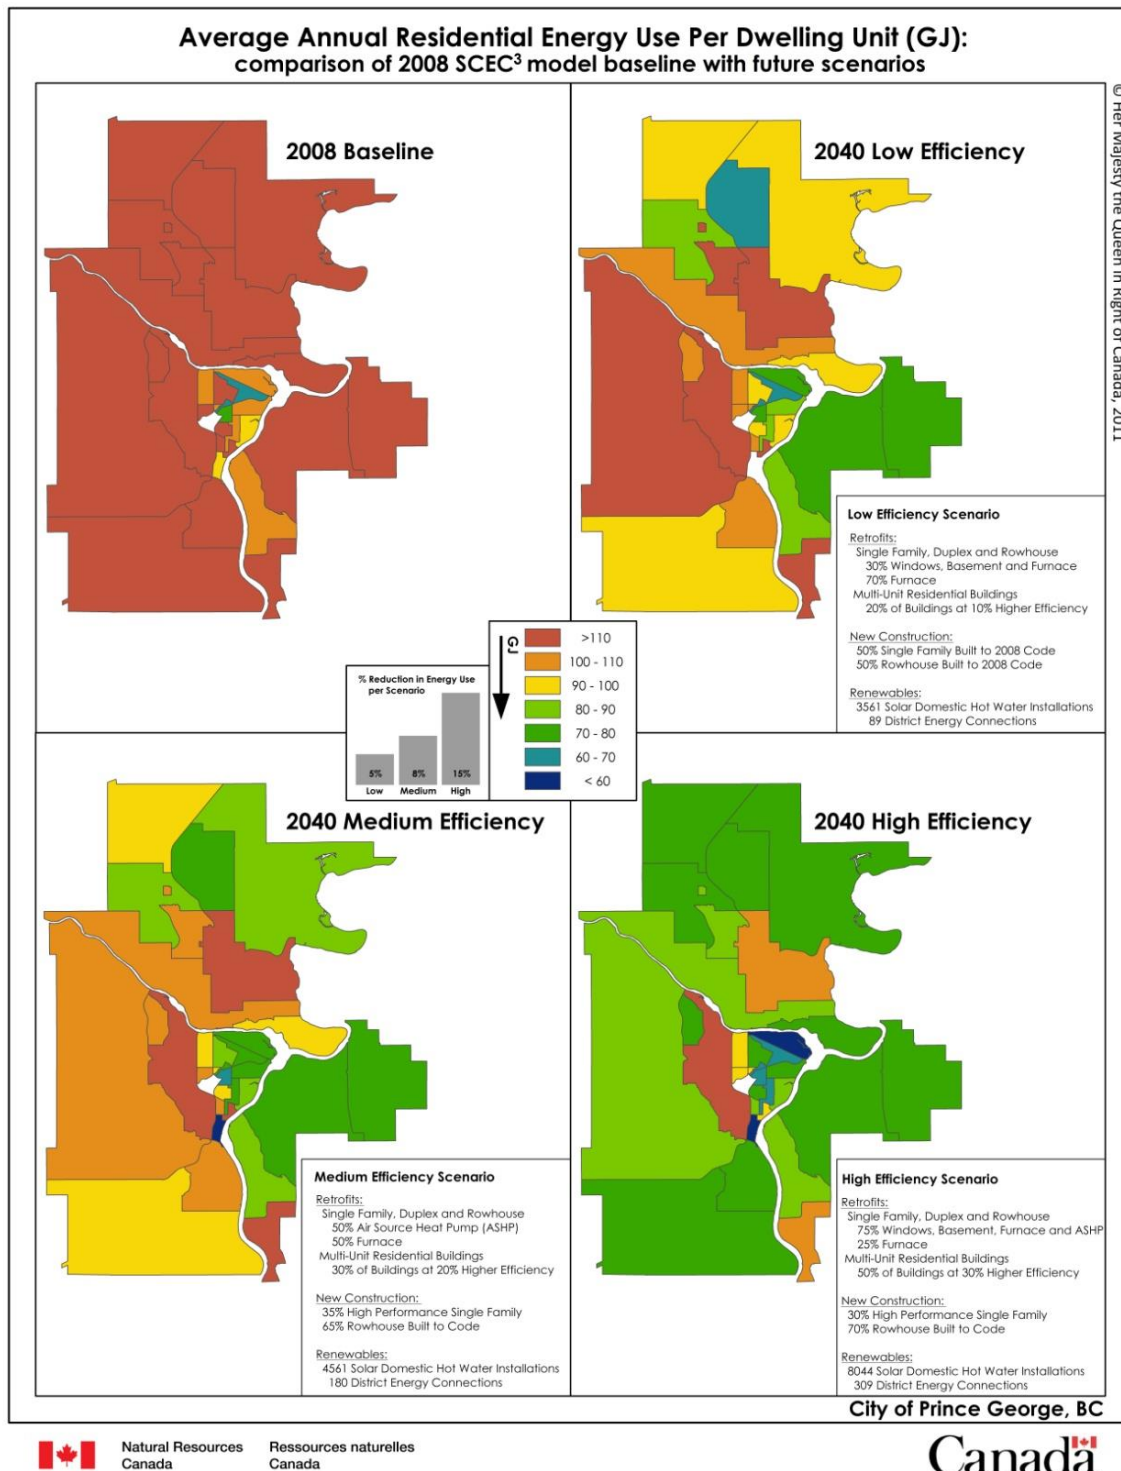 Average Annual Residential Energy Use Per Dwelling Unit (GJ):
comparison of 2008 SCEC³ model baseline with future scenarios
© Her Majesty the Queen in Right of Canada, 2011
2008 Baseline
2040 Low Efficiency
Low Efficiency Scenario
Retrofits:
Single Family, Duplex and Rowhouse
30% Windows, Basement and Furnace
70% Furnace
Multi-Unit Residential Buildings
20% of Buildings at 10% Higher Efficiency
New Construction:
50% Single Family Built to 2008 Code
50% Rowhouse Built to 2008 Code
Renewables:
3561 Solar Domestic Hot Water Installations
89 District Energy Connections
GJ
>110
100 - 110
90 - 100
80 - 90
70 - 80
60 - 70
< 60
% Reduction in Energy Use
per Scenario
5%
8%
15%
Low
Medium
High
2040 Medium Efficiency
Medium Efficiency Scenario
Retrofits:
Single Family, Duplex and Rowhouse
50% Air Source Heat Pump (ASHP)
50% Furnace
Multi-Unit Residential Buildings
30% of Buildings at 20% Higher Efficiency
New Construction:
35% High Performance Single Family
65% Rowhouse Built to Code
Renewables:
4561 Solar Domestic Hot Water Installations
180 District Energy Connections
2040 High Efficiency
High Efficiency Scenario
Retrofits:
Single Family, Duplex and Rowhouse
75% Windows, Basement, Furnace and ASHP
25% Furnace
Multi-Unit Residential Buildings
50% of Buildings at 30% Higher Efficiency
New Construction:
30% High Performance Single Family
70% Rowhouse Built to Code
Renewables:
8044 Solar Domestic Hot Water Installations
309 District Energy Connections
City of Prince George, BC
Natural Resources
Canada
Ressources naturelles
Canada
Canada